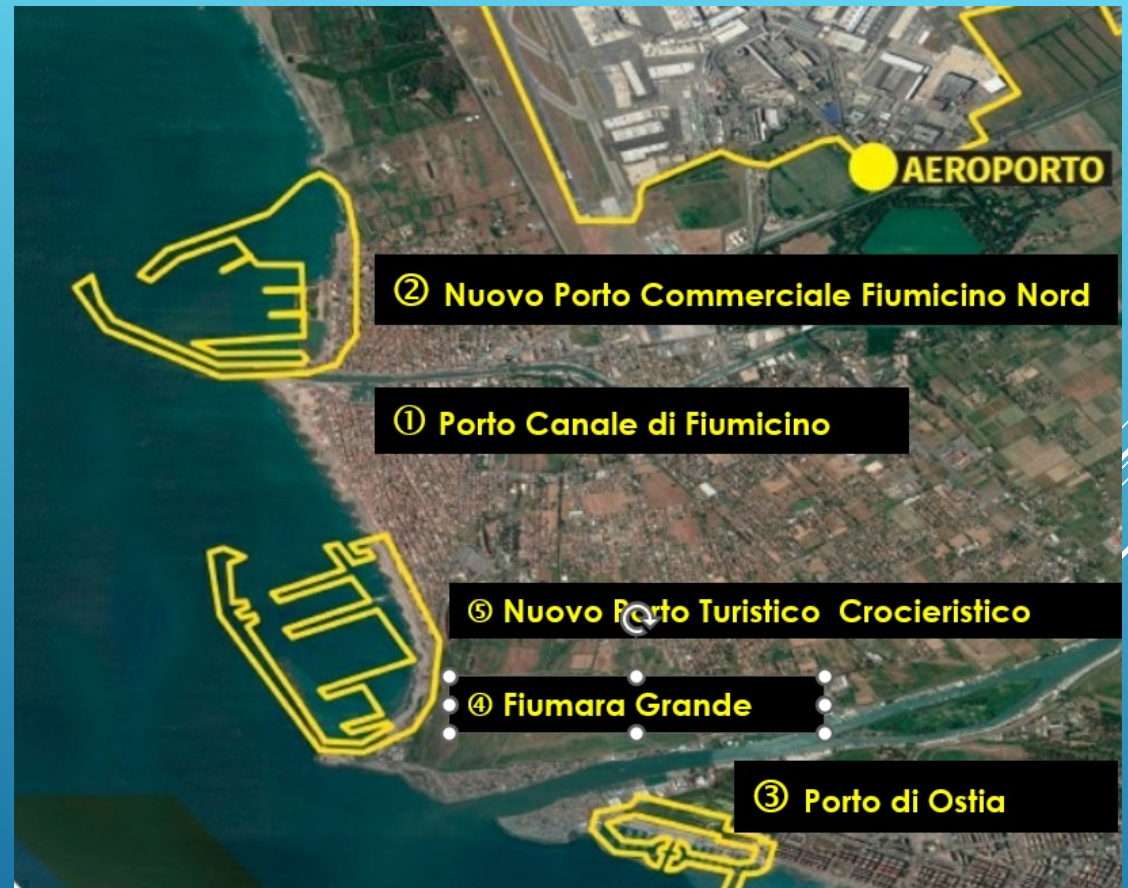 AEROPORTO
② Nuovo Porto Commerciale Fiumicino Nord
① Porto Canale di Fiumicino
⑤ Nuovo Porto Turistico Crocieristico
④ Fiumara Grande
③ Porto di Ostia